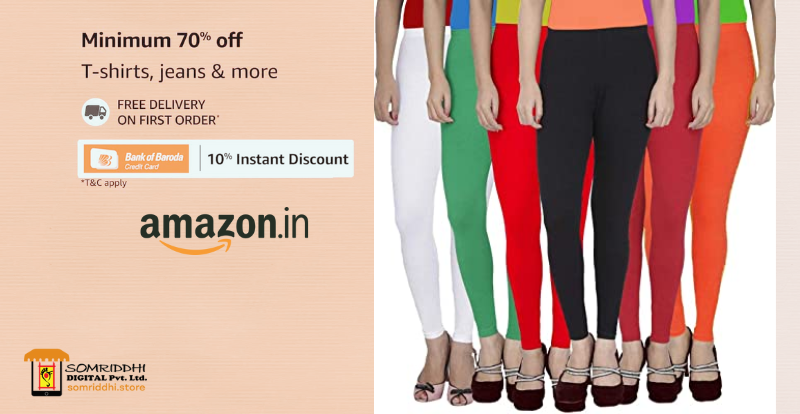 Minimum 70% off
T-shirts, jeans & more
FREE DELIVERY
ON FIRST ORDER*
Bank of Baroda
Credit Card
10% Instant Discount
*T&C apply
amazon.in
SOMRIDDHI
DIGITAL Pvt. Ltd.
somriddhi.store